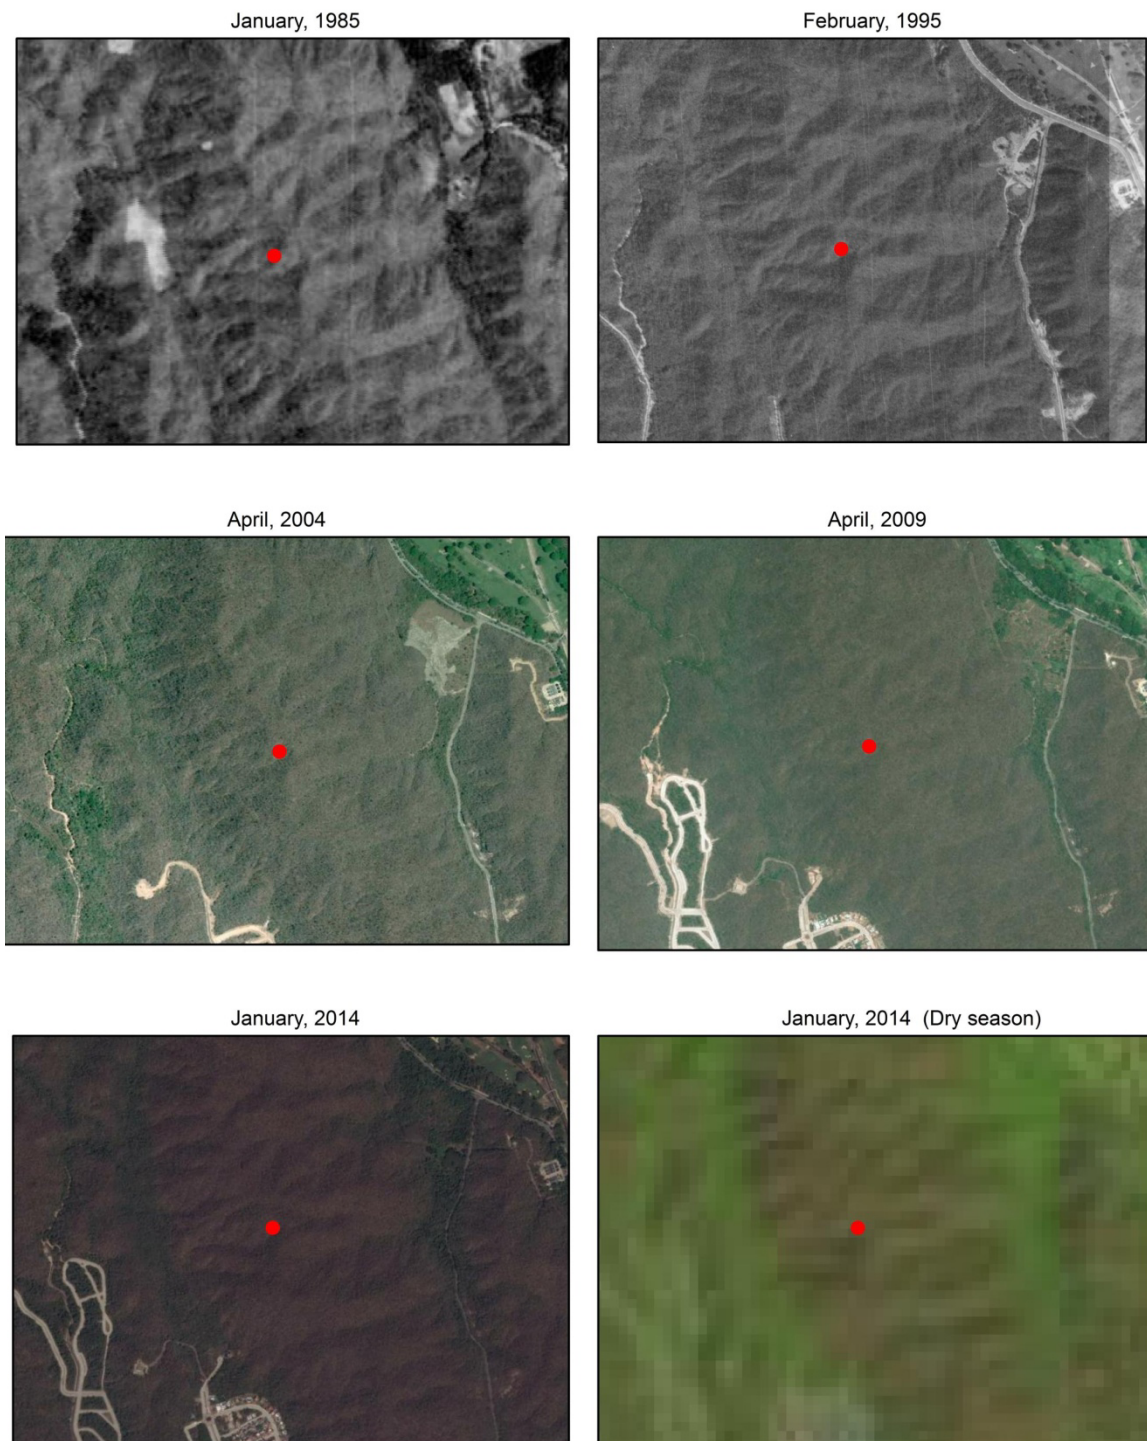 January, 1985
February, 1995
April, 2004
April, 2009
January, 2014
January, 2014 (Dry season)